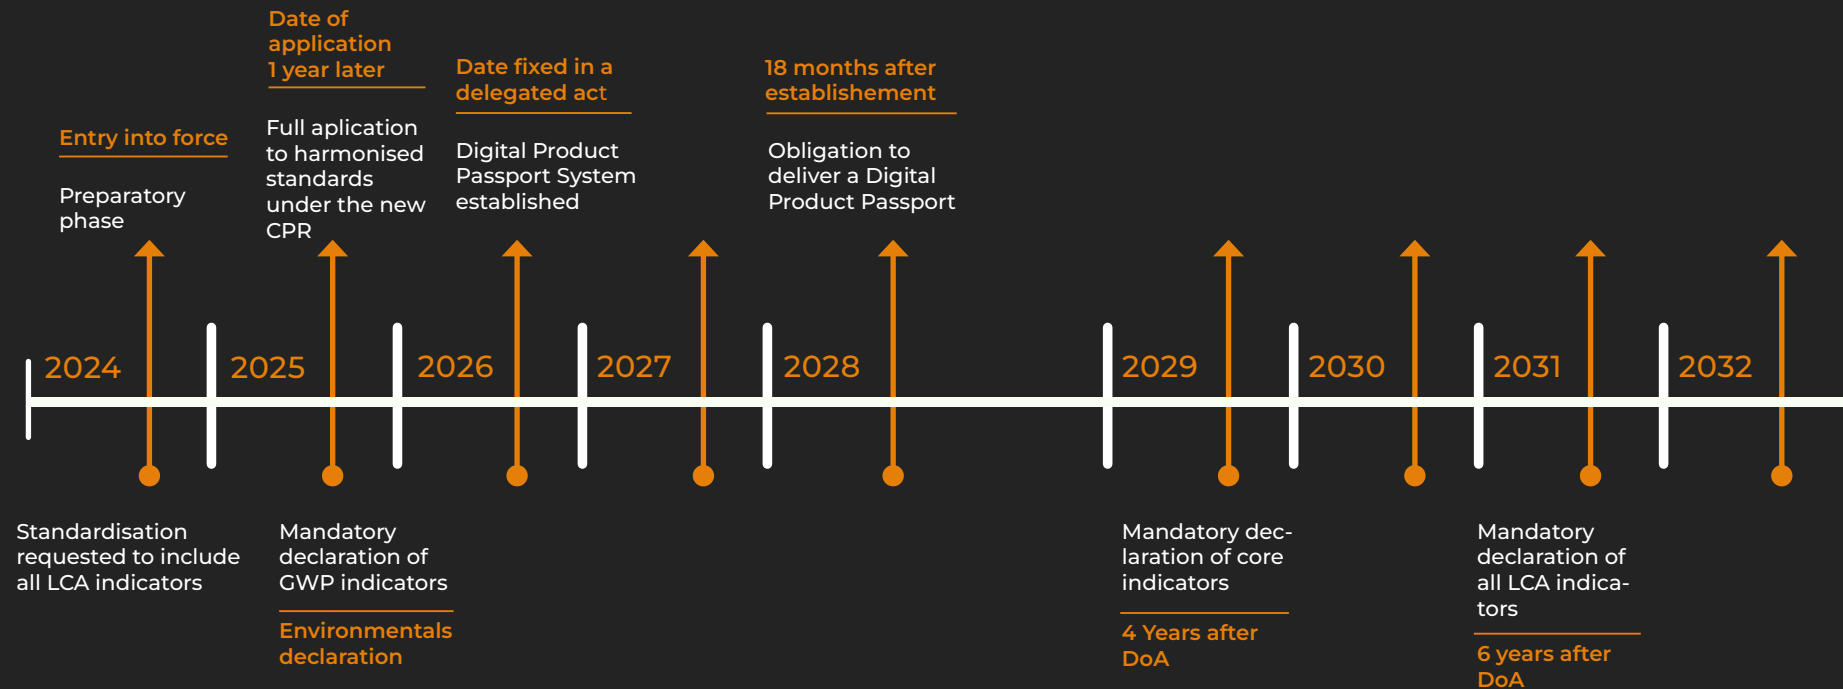 Date of
application
1 year later
Date fixed in a
delegated act
18 months after
establishement
Entry into force
Full aplication
to harmonised
standards
under the new
CPR
Digital Product
Passport System
established
Obligation to
deliver a Digital
Product Passport
Preparatory
phase
2024
2025
2026
2027
2028
2029
2030
2031
2032
Standardisation
requested to include
all LCA indicators
Mandatory
declaration of
GWP indicators
Environmentals
declaration
Mandatory dec-
laration of core
indicators
4 Years after
DoA
Mandatory
declaration of
all LCA indica-
tors
6 years after
DoA